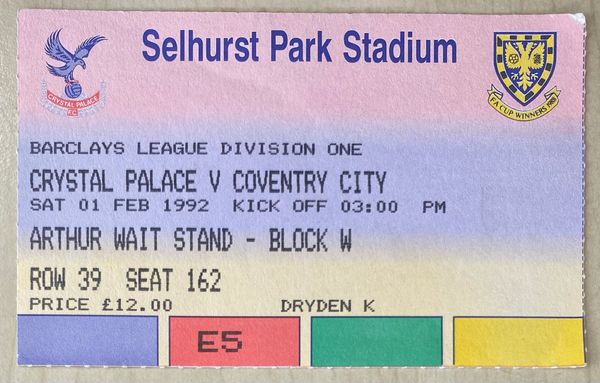 Selhurst Park Stadium
CRYSTAL PALACE
F.C.
F.A. CUP WINNERS 1988
BARCLAYS LEAGUE DIVISION ONE
CRYSTAL PALACE V COVENTRY CITY
SAT 01 FEB 1992 KICK OFF 03:00 PM
ARTHUR WAIT STAND - BLOCK W
ROW 39 SEAT 162
PRICE £12.00 DRYDEN K
E5